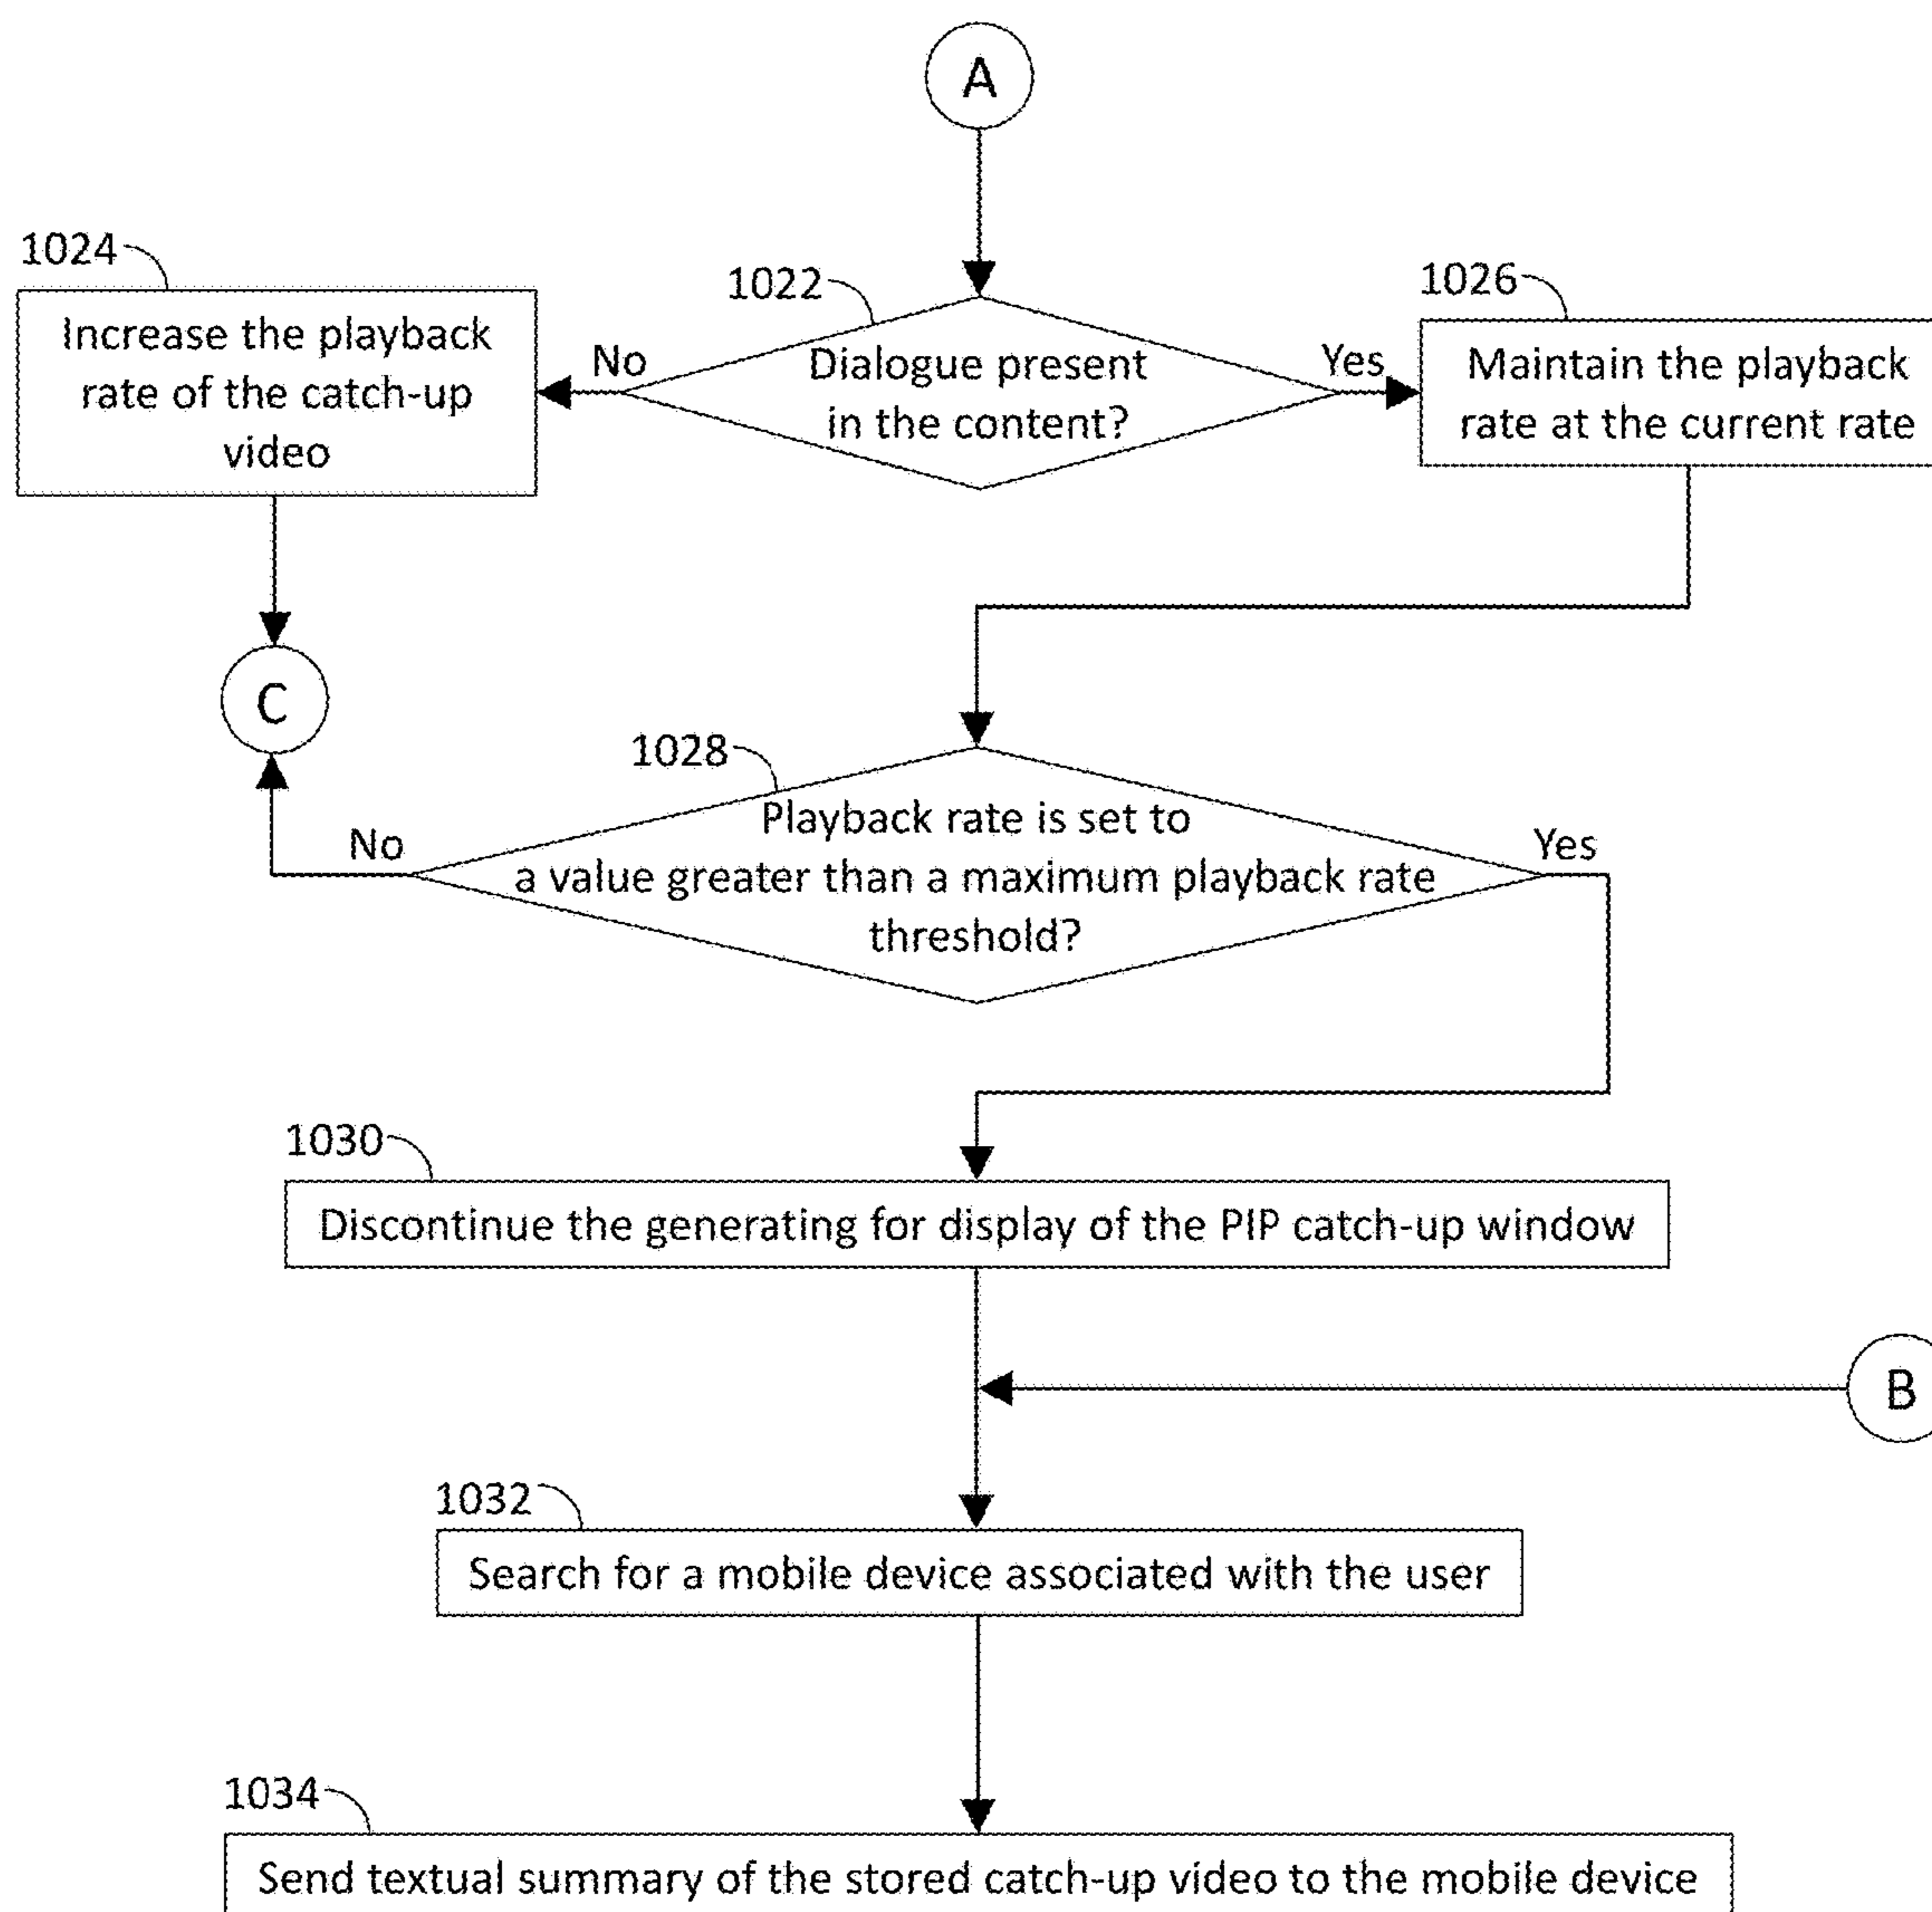 A
1024
1022
1026
Increase the playback
rate of the catch-up
video
No
Dialogue present
in the content?
Yes
Maintain the playback
rate at the current rate
C
1028
No
Playback rate is set to
a value greater than a maximum playback rate
threshold?
Yes
1030
Discontinue the generating for display of the PIP catch-up window
B
1032
Search for a mobile device associated with the user
1034
Send textual summary of the stored catch-up video to the mobile device